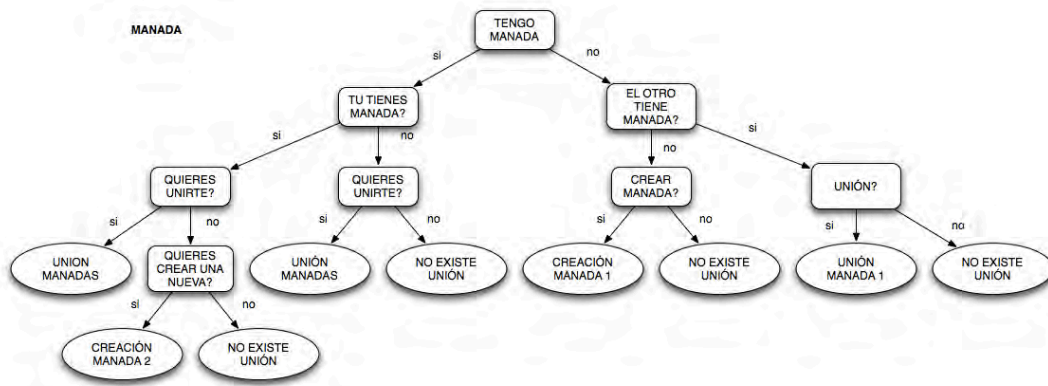 MANADA
TENGO
MANADA
si
no
TU TIENES
MANADA?
EL OTRO
TIENE
MANADA?
si
no
no
si
QUIERES
UNIRTE?
QUIERES
UNIRTE?
CREAR
MANADA?
UNIÓN?
si
no
si
no
si
no
si
no
UNION
MANADAS
QUIERES
CREAR UNA
NUEVA?
UNIÓN
MANADAS
NO EXISTE
UNIÓN
CREACIÓN
MANADA 1
NO EXISTE
UNIÓN
UNIÓN
MANADA 1
NO EXISTE
UNIÓN
si
no
CREACIÓN
MANADA 2
NO EXISTE
UNIÓN